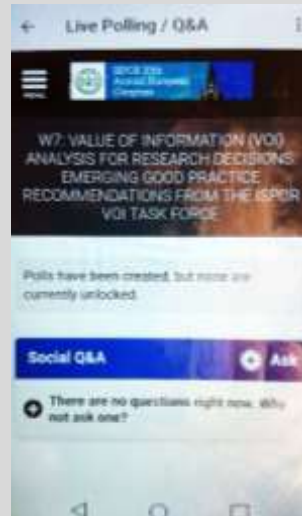 Live Polling / Q&A
MENU
W7: VALUE OF INFORMATION (VOI)
ANALYSIS FOR RESEARCH DECISIONS
EMERGING GOOD PRACTICE
RECOMMENDATIONS FROM THE ISPOR
VOI TASK FORCE
Polls have been created, but none are
currently unlocked.
Social Q&A
Ask
There are no questions right now. Why
not ask one?